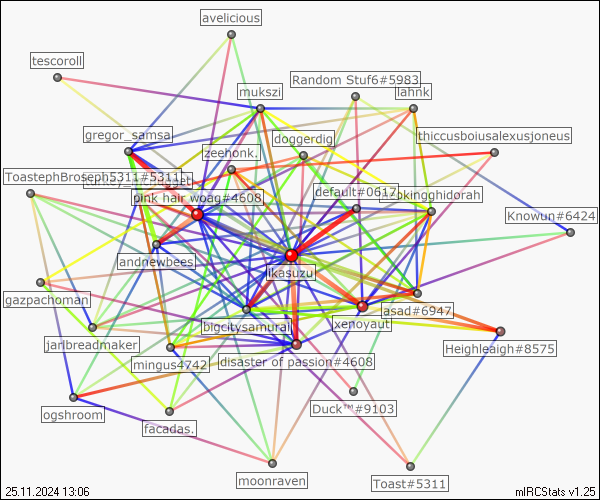 avelicious
tescoroll
Random Stuf6#5983
mukszi
lahnk
gregor_samsa
thiccusboiusalexusjoneus
doggerdig
zeehonk.
ToastephBroseph5311#5311
default#0617
pink hair woag#4608
Knowun#6424
andnewbees
ikasuzu
gazpachoman
bigcitysamurai
xenoyaut
asad#6947
jarlbreadmaker
Heighleaigh#8575
mingus4742
disaster of passion#4608
ogshroom
facadas.
Duck™#9103
moonraven
Toast#5311
25.11.2024 13:06
mIRCStats v1.25